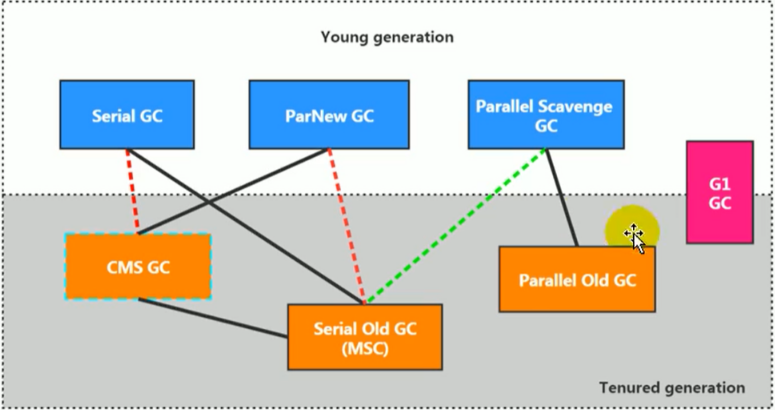 Young generation
Serial GC
ParNew GC
Parallel Scavenge
GC
G1
GC
CMS GC
Parallel Old GC
Serial Old GC
(MSC)
Tenured generation